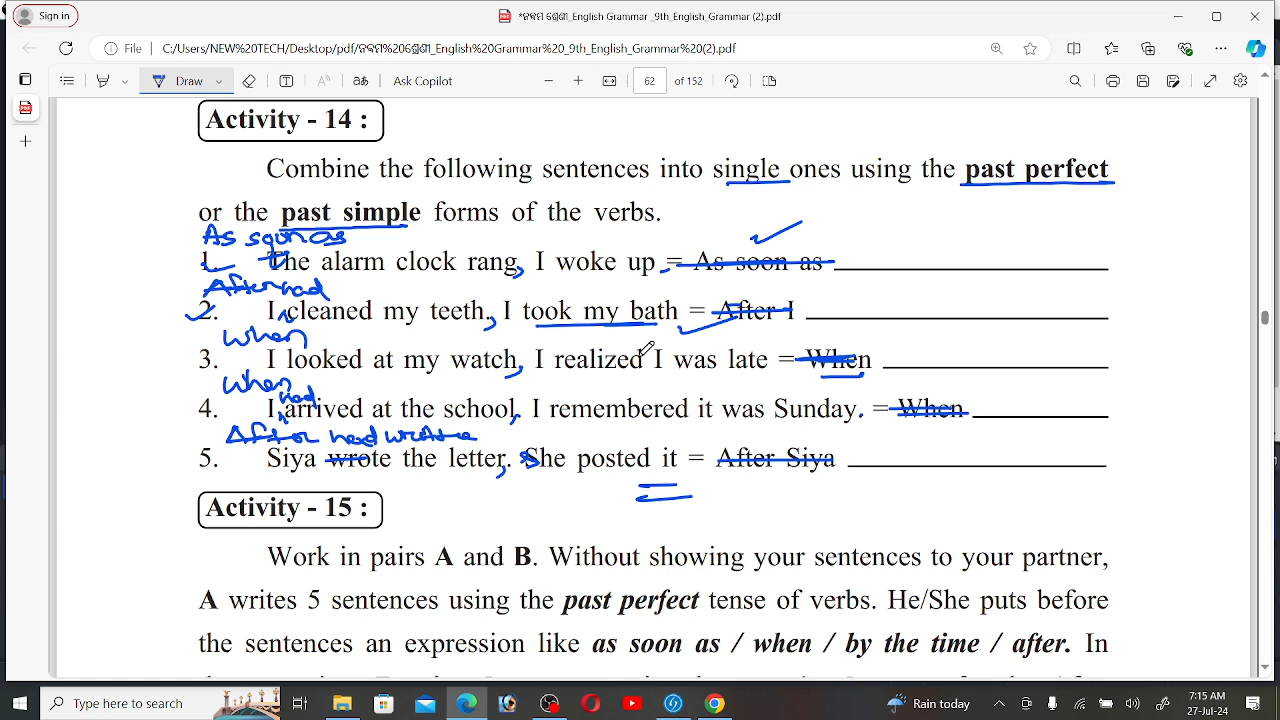 Sign in
*ଦଶମ ଶ୍ରେଣୀ_English Grammar _9th_English_Grammar (2).pdf
File C:/Users/NEW%20TECH/Desktop/pdf/ଦଶମ%20ଶ୍ରେଣୀ_English%20Grammar%20_9th_English_Grammar%20(2).pdf
Draw Ask Copilot 62 of 152
Activity - 14 :
Combine the following sentences into single ones using the past perfect
or the past simple forms of the verbs.
As soon as
1. The alarm clock rang, I woke up = As soon as
After had
2. I cleaned my teeth., I took my bath = After I
When
3. I looked at my watch, I realized I was late = When
When had
4. I arrived at the school, I remembered it was Sunday. = When
After had written
5. Siya wrote the letter., She posted it = After Siya
Activity - 15 :
Work in pairs A and B. Without showing your sentences to your partner,
A writes 5 sentences using the past perfect tense of verbs. He/She puts before
the sentences an expression like as soon as / when / by the time / after. In
Type here to search Rain today 7:15 AM
27-Jul-24